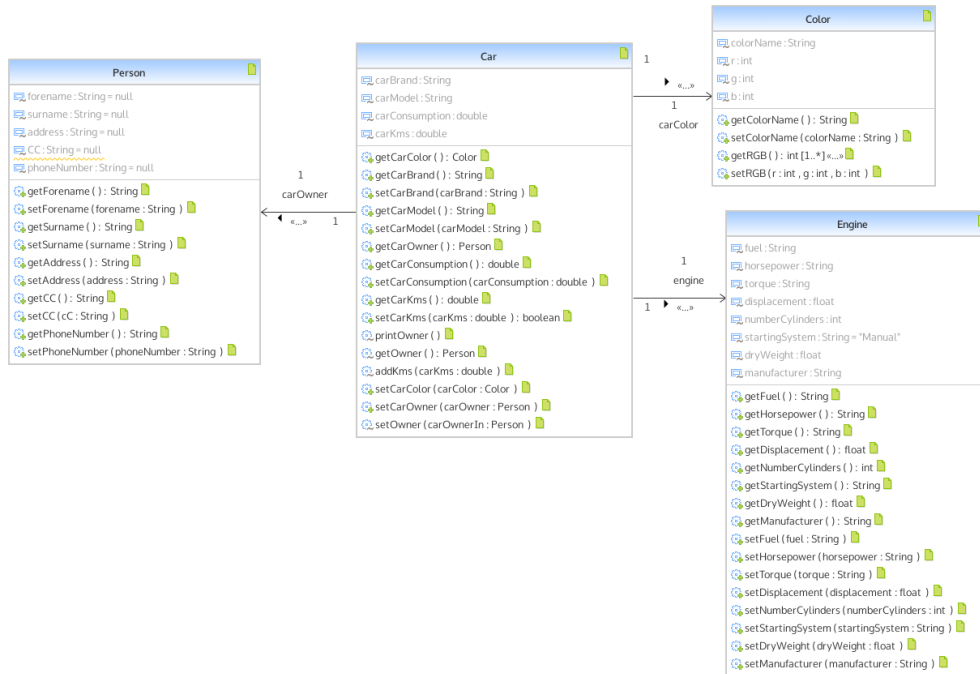 Person
forename : String = null
surname : String = null
address : String = null
CC : String = null
phoneNumber : String = null
getForename ( ) : String
setForename ( forename : String )
getSurname ( ) : String
setSurname ( surname : String )
getAddress ( ) : String
setAddress ( address : String )
getCC ( ) : String
setCC ( cC : String )
getPhoneNumber ( ) : String
setPhoneNumber ( phoneNumber : String )
1
carOwner
«...»
1
Car
carBrand : String
carModel : String
carConsumption : double
carKms : double
getCarColor ( ) : Color
getCarBrand ( ) : String
setCarBrand ( carBrand : String )
getCarModel ( ) : String
setCarModel ( carModel : String )
getCarOwner ( ) : Person
getCarConsumption ( ) : double
setCarConsumption ( carConsumption : double )
getCarKms ( ) : double
setCarKms ( carKms : double ) : boolean
printOwner ( )
getOwner ( ) : Person
addKms ( carKms : double )
setCarColor ( carColor : Color )
setCarOwner ( carOwner : Person )
setOwner ( carOwnerIn : Person )
1
«...»
1
carColor
Color
colorName : String
r : int
g : int
b : int
getColorName ( ) : String
setColorName ( colorName : String )
getRGB ( ) : int [1..*] «...»
setRGB ( r : int , g : int , b : int )
1
engine
1
«...»
Engine
fuel : String
horsepower : String
torque : String
displacement : float
numberCylinders : int
startingSystem : String = "Manual"
dryWeight : float
manufacturer : String
getFuel ( ) : String
getHorsepower ( ) : String
getTorque ( ) : String
getDisplacement ( ) : float
getNumberCylinders ( ) : int
getStartingSystem ( ) : String
getDryWeight ( ) : float
getManufacturer ( ) : String
setFuel ( fuel : String )
setHorsepower ( horsepower : String )
setTorque ( torque : String )
setDisplacement ( displacement : float )
setNumberCylinders ( numberCylinders : int )
setStartingSystem ( startingSystem : String )
setDryWeight ( dryWeight : float )
setManufacturer ( manufacturer : String )